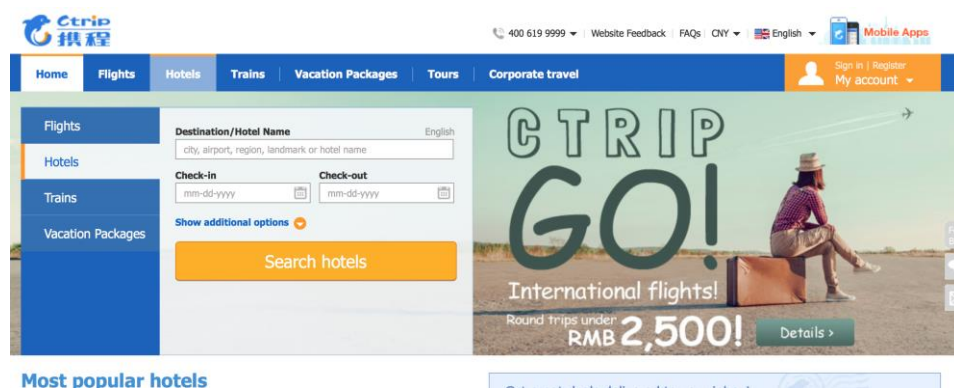 Ctrip
携程
400 619 9999 Website Feedback FAQs CNY English Mobile Apps
Sign in | Register
My account
Home Flights Hotels Trains Vacation Packages Tours Corporate travel
Flights
Hotels
Trains
Vacation Packages
Destination/Hotel Name English
city, airport, region, landmark or hotel name
Check-in Check-out
mm-dd-yyyy mm-dd-yyyy
Show additional options
Search hotels
CTRIP
GO!
International flights!
Round trips under
RMB 2,500!
Details >
Most popular hotels